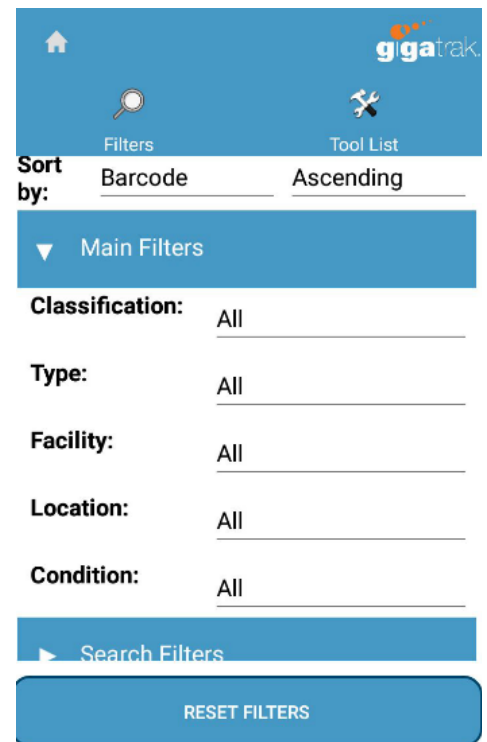 gigatrak.
Filters Tool List
Sort by: Barcode Ascending
Main Filters
Classification: All
Type: All
Facility: All
Location: All
Condition: All
Search Filters
RESET FILTERS